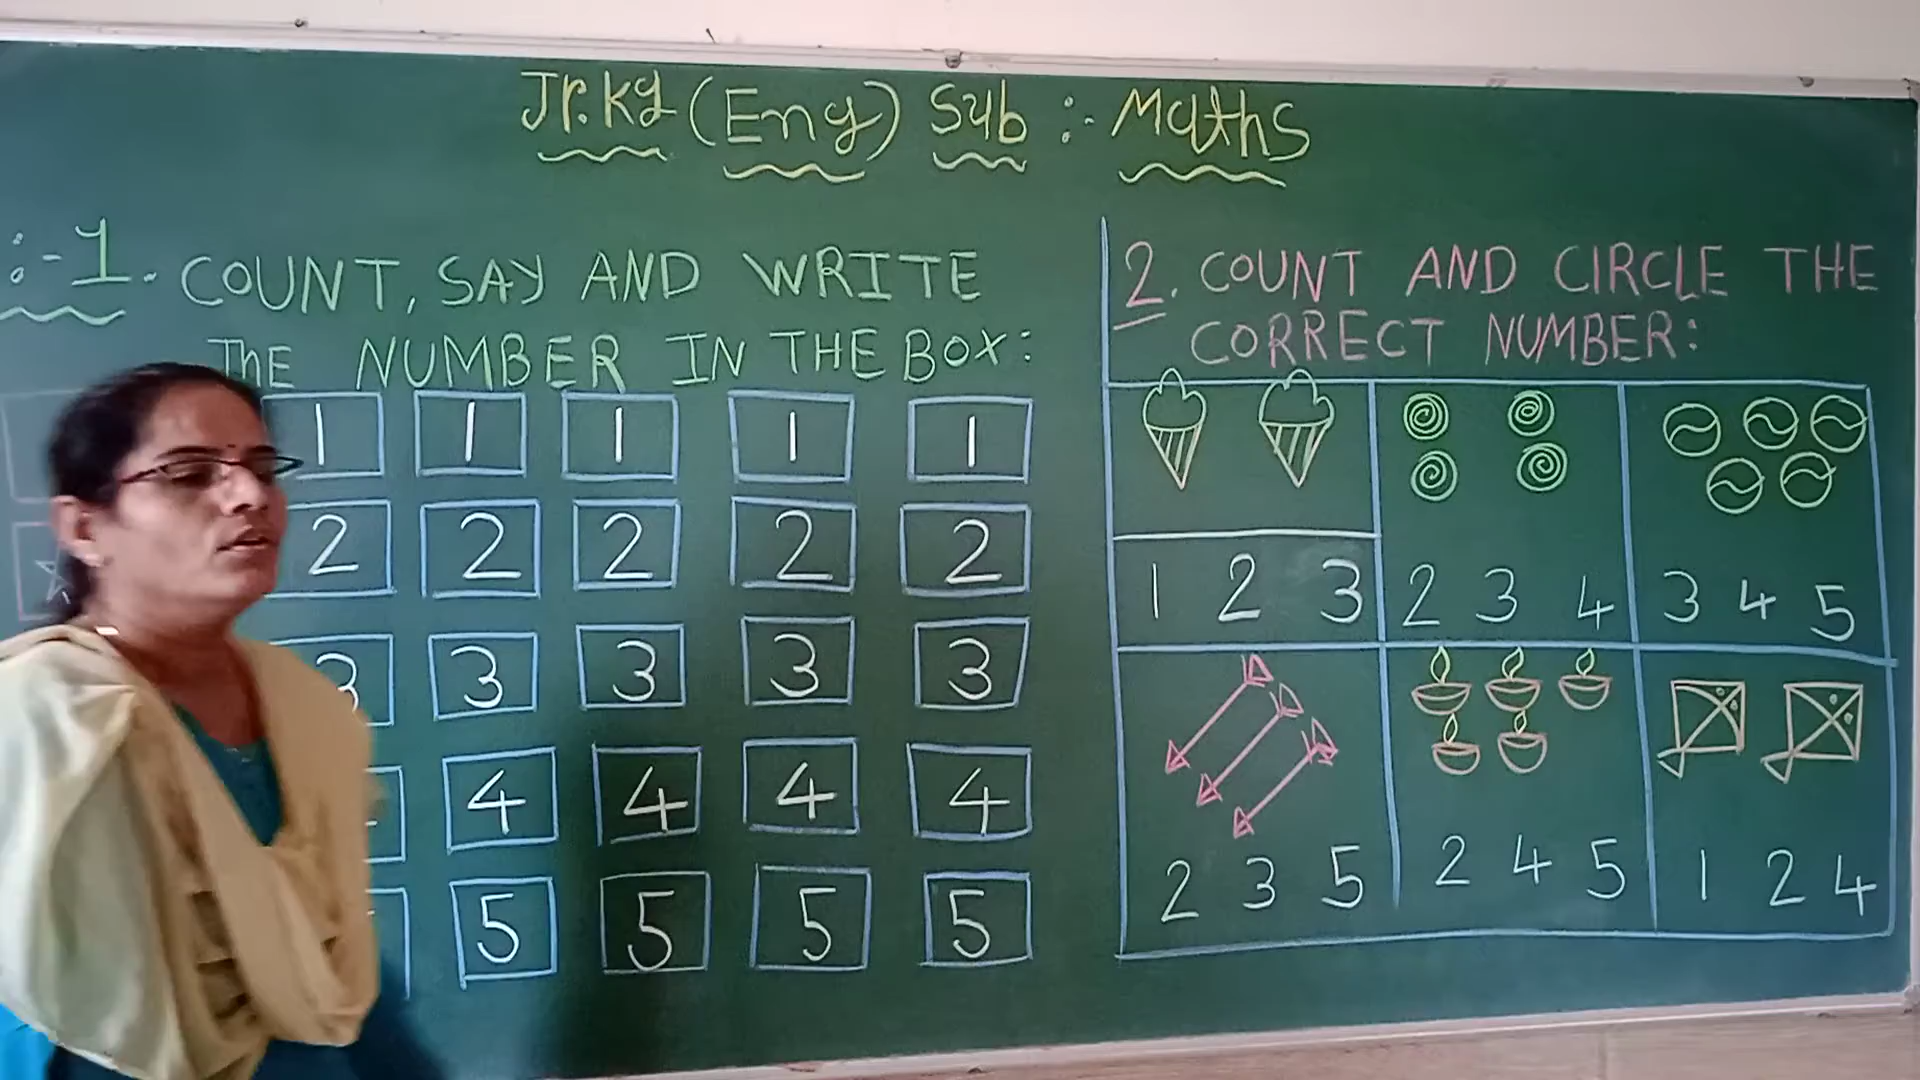 Jr.kg (Eng) Sub :- Maths
:-1. COUNT, SAY AND WRITE
THE NUMBER IN THE BOX:
1 1 1 1 1
2 2 2 2 2
3 3 3 3 3
4 4 4 4
5 5 5 5
2. COUNT AND CIRCLE THE
CORRECT NUMBER:
1 2 3 2 3 4 3 4 5
2 3 5 2 4 5 1 2 4